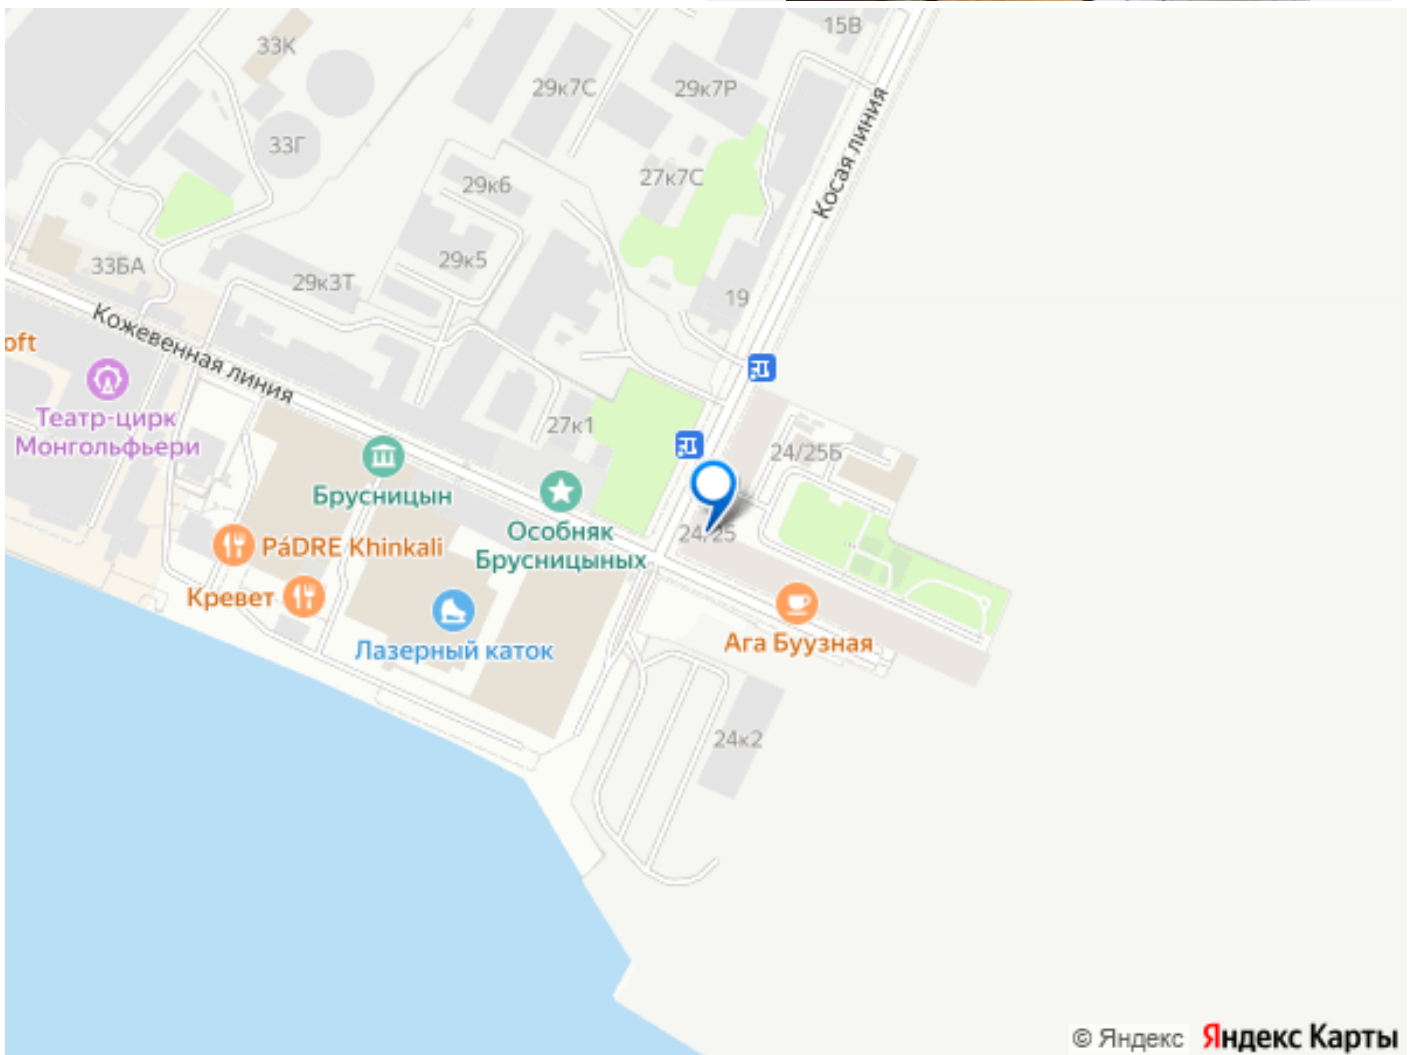 15В
33К
29к7С
29к7Р
Косая линия
33Г
27к7С
29к6
29к5
33БА
29к3Т
19
Кожевенная линия
oft
Театр-цирк
Монгольфьери
27к1
24/25Б
Брусницын
Особняк
Брусницыных
24/25
PáDRE Khinkali
Кревет
Лазерный каток
Ага Буузная
24к2
© Яндекс Яндекс Карты